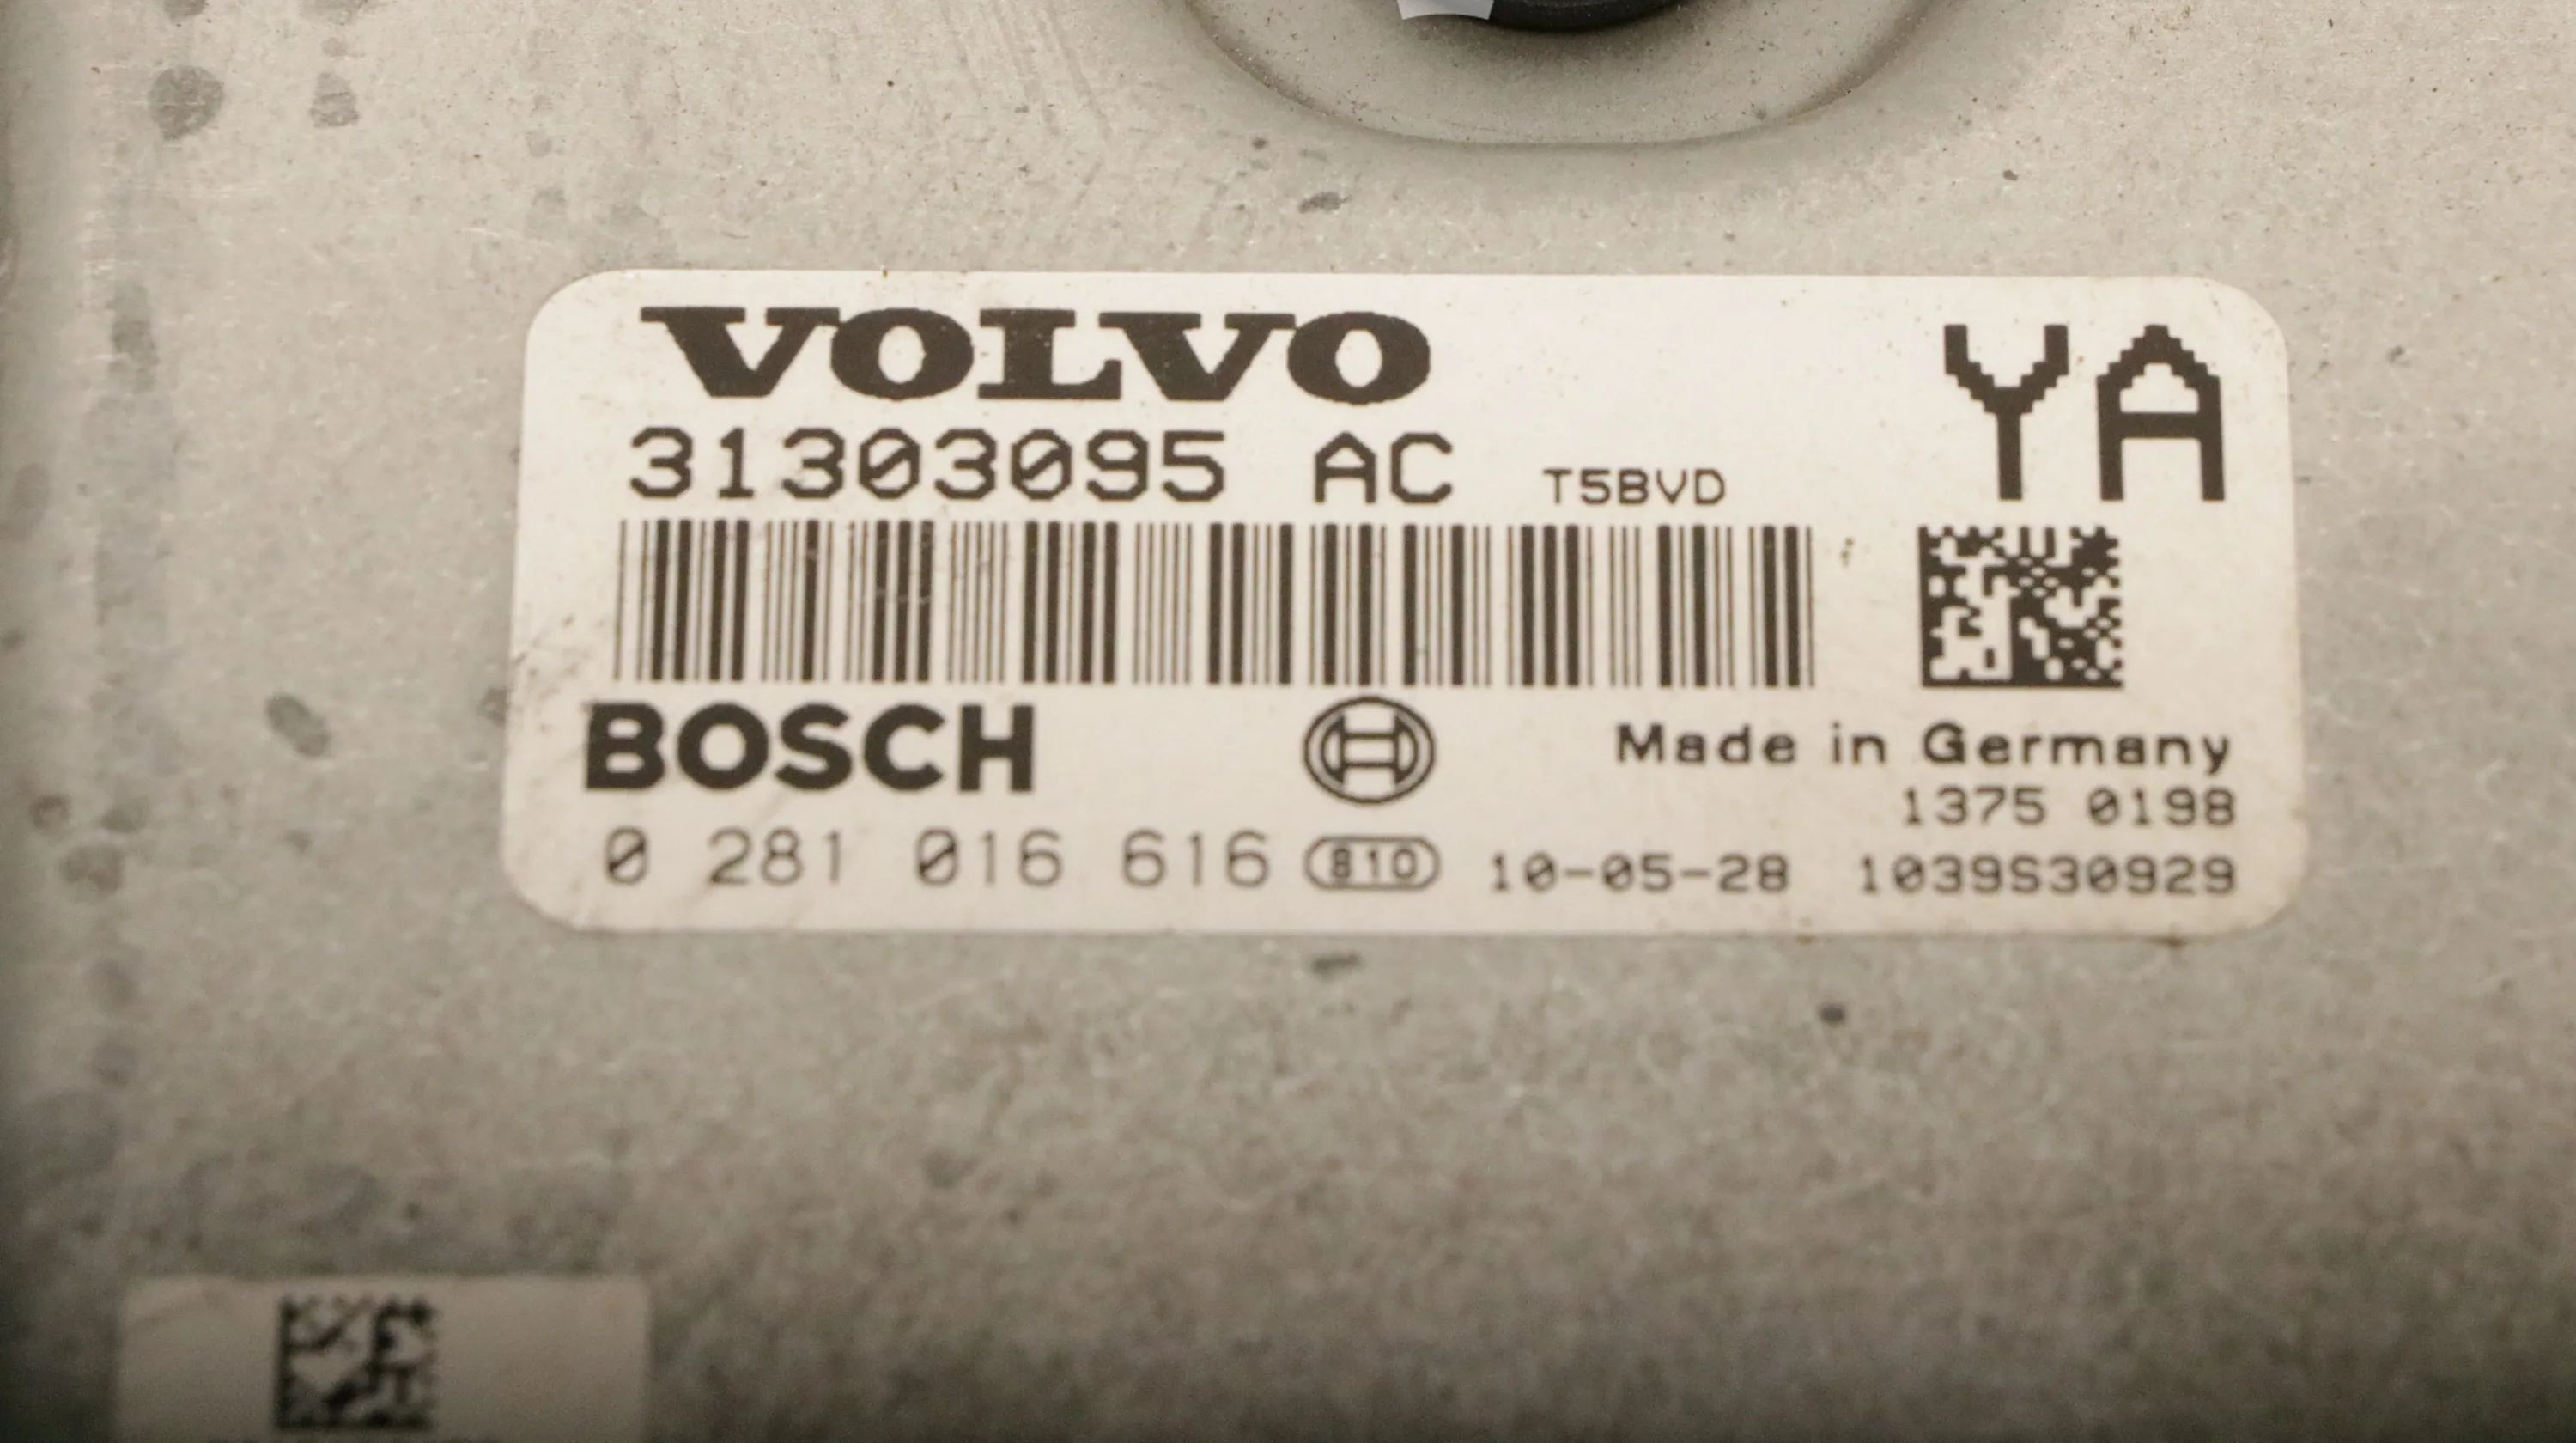 VOLVO
YA
31303095 AC T5BVD
BOSCH
Made in Germany
1375 0198
0 281 016 616 810 10-05-28 1039S30929